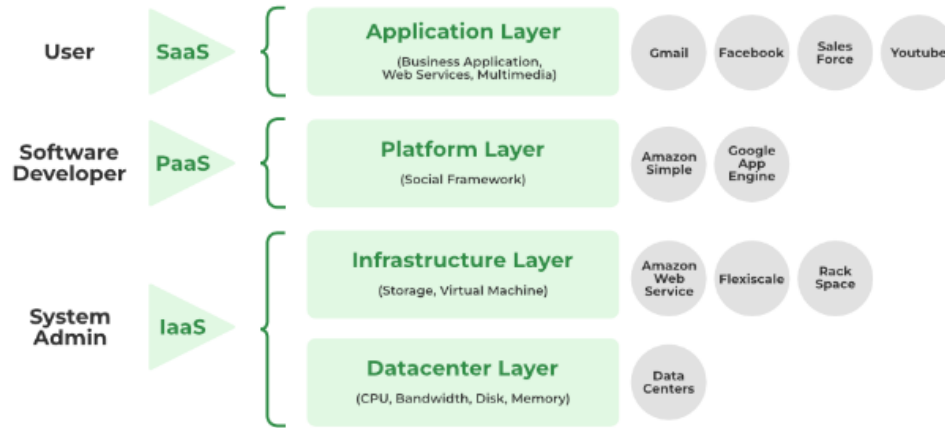 User
SaaS
Application Layer
(Business Application,
Web Services, Multimedia)
Gmail
Facebook
Sales
Force
Youtube
Software
Developer
PaaS
Platform Layer
(Social Framework)
Amazon
Simple
Google
App
Engine
System
Admin
IaaS
Infrastructure Layer
(Storage, Virtual Machine)
Amazon
Web
Service
Flexiscale
Rack
Space
Datacenter Layer
(CPU, Bandwidth, Disk, Memory)
Data
Centers